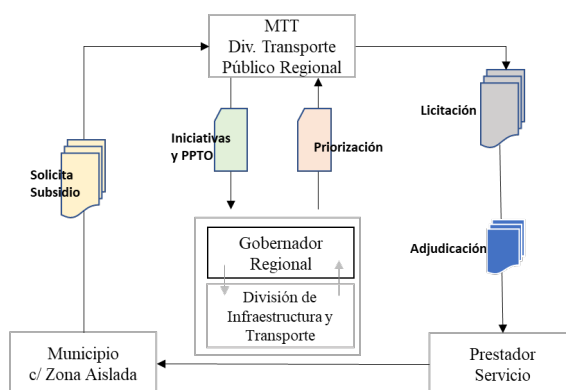 MTT
Div. Transporte
Público Regional
Iniciativas
y PPTO
Priorización
Licitación
Solicita
Subsidio
Gobernador
Regional
Adjudicación
División de
Infraestructura y
Transporte
Municipio
c/ Zona Aislada
Prestador
Servicio